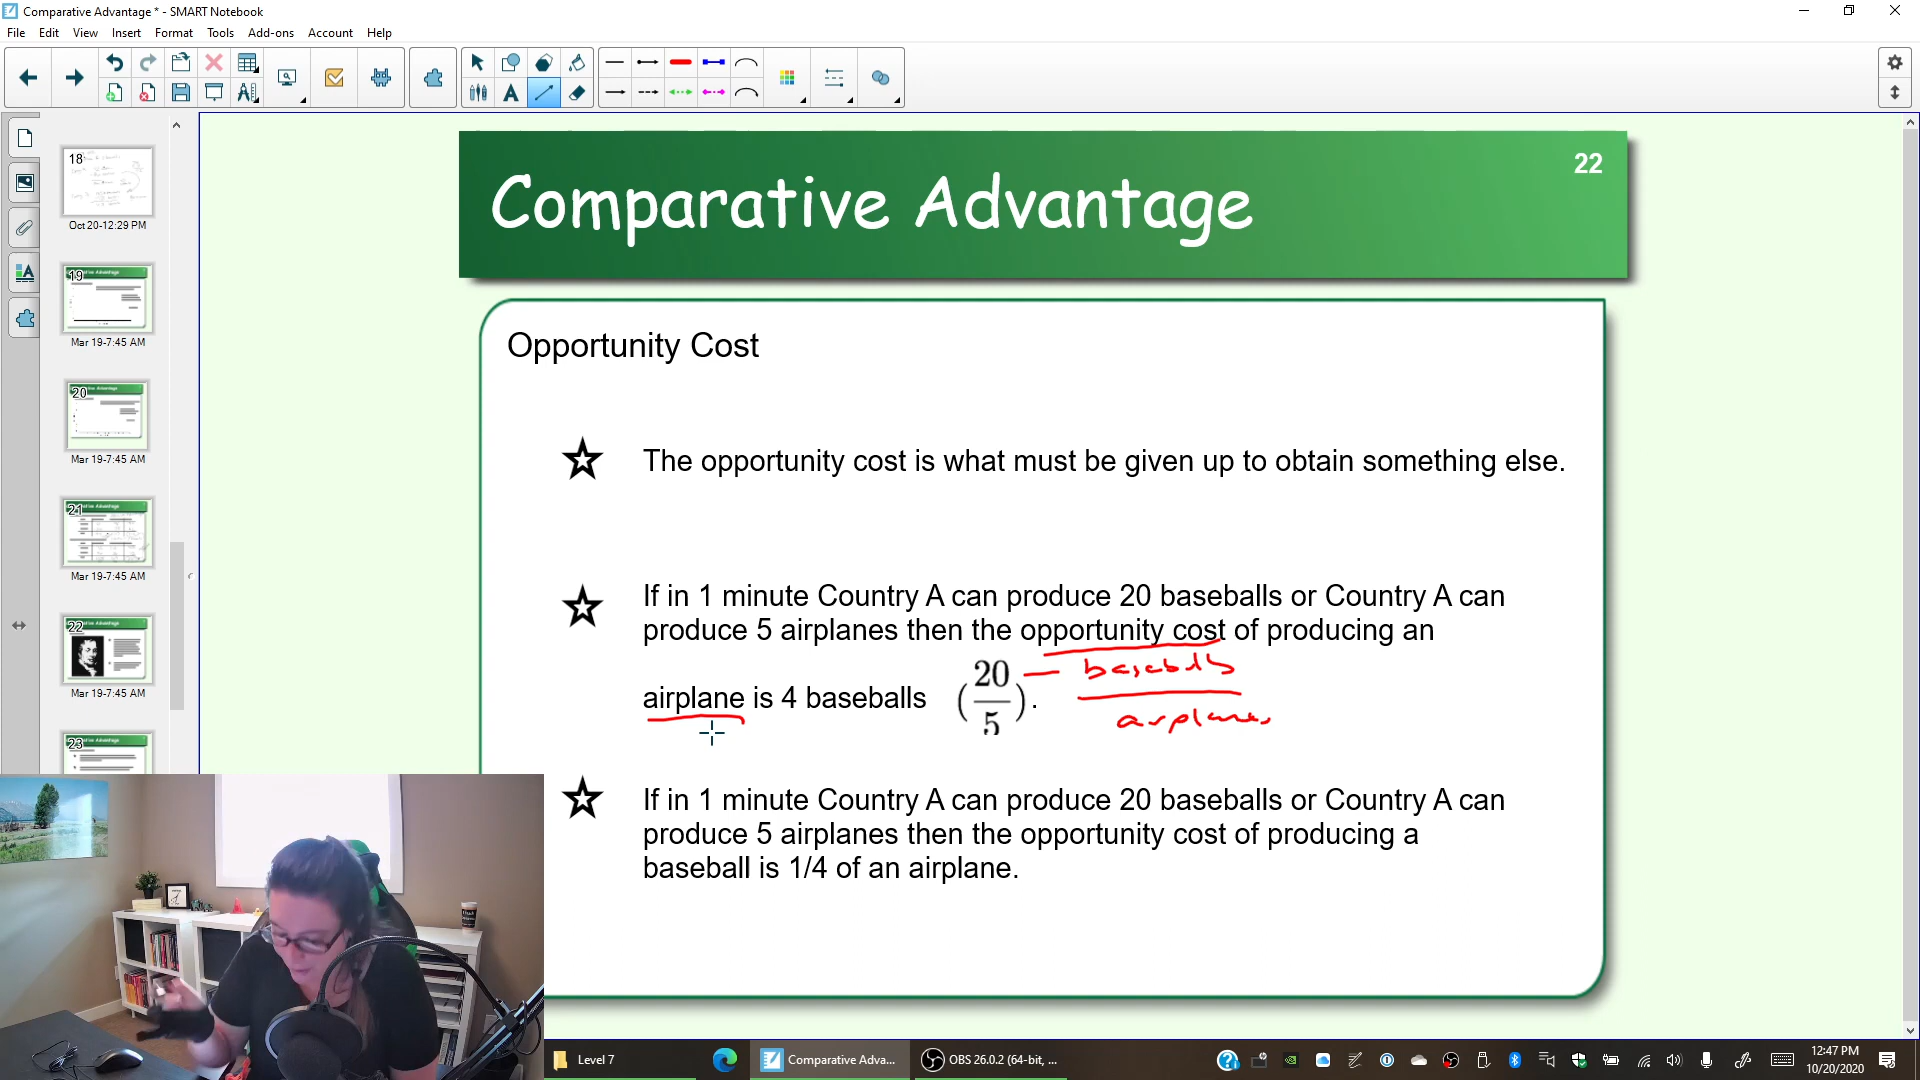 Comparative Advantage * - SMART Notebook
File Edit View Insert Format Tools Add-ons Account Help
18
Oct 20-12:29 PM
19
Mar 19-7:45 AM
20
Mar 19-7:45 AM
21
Mar 19-7:45 AM
22
Mar 19-7:45 AM
23
22
Comparative Advantage
Opportunity Cost
The opportunity cost is what must be given up to obtain something else.
If in 1 minute Country A can produce 20 baseballs or Country A can
produce 5 airplanes then the opportunity cost of producing an
airplane is 4 baseballs (20/5).
baseballs
airplanes
If in 1 minute Country A can produce 20 baseballs or Country A can
produce 5 airplanes then the opportunity cost of producing a
baseball is 1/4 of an airplane.
Level 7
Comparative Adva...
OBS 26.0.2 (64-bit, ...
12:47 PM
10/20/2020